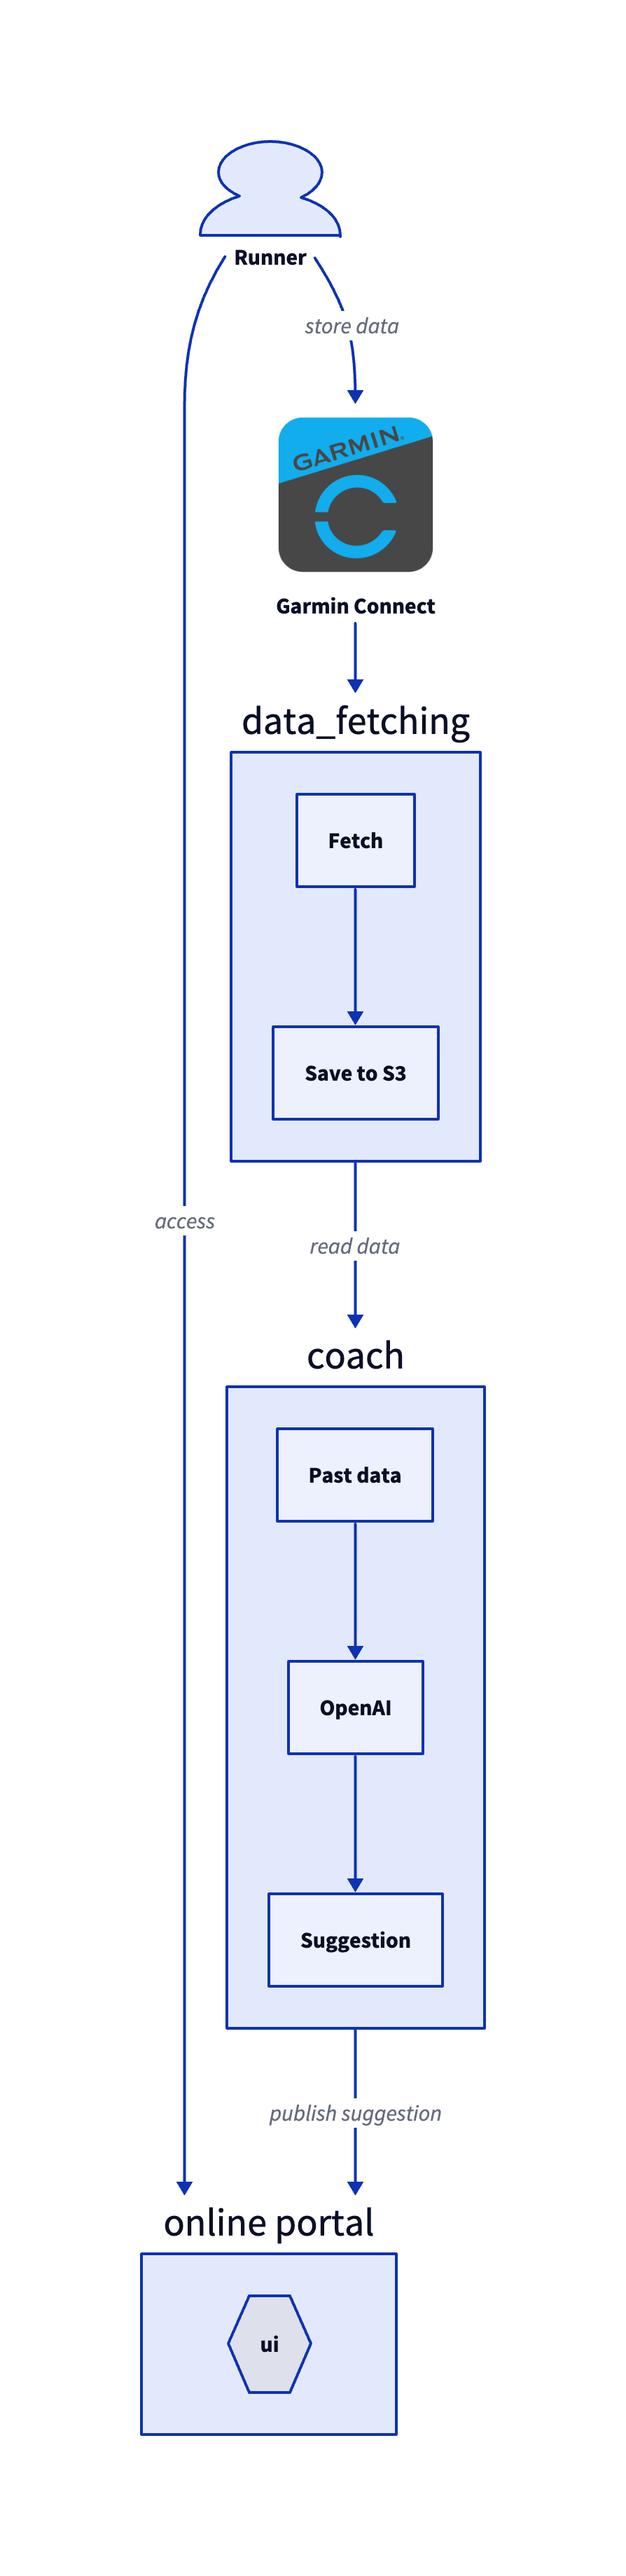 Runner
store data
GARMIN.
Garmin Connect
data_fetching
Fetch
Save to S3
access
read data
coach
Past data
OpenAI
Suggestion
publish suggestion
online portal
ui